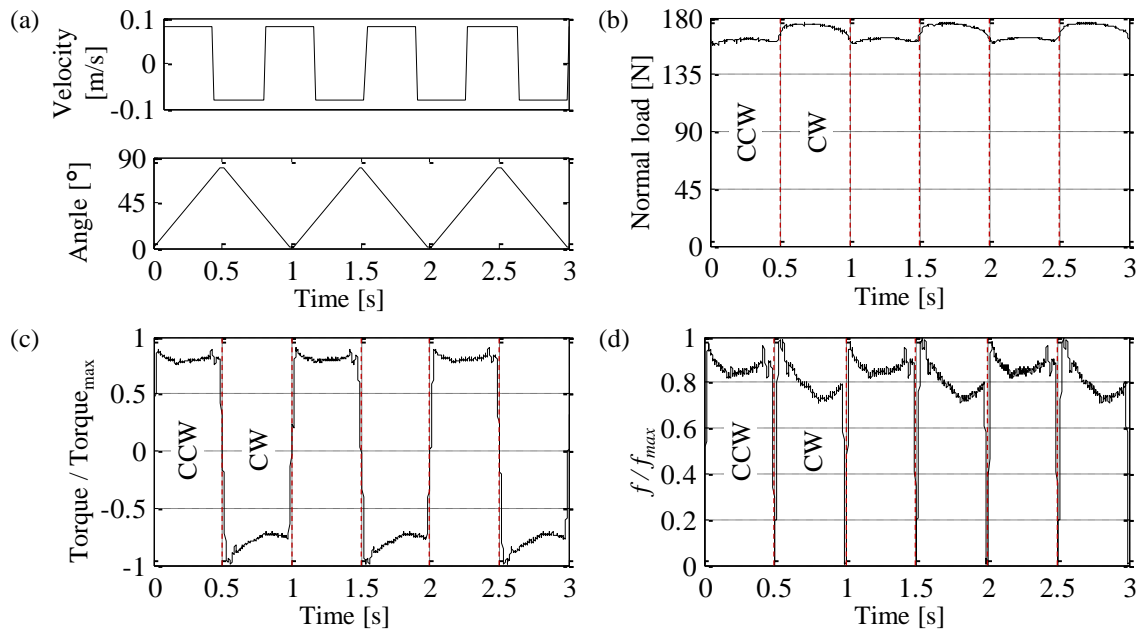 (a)
0.1
0
-0.1
Velocity
[m/s]
90
45
0
Angle [°]
0 0.5 1 1.5 2 2.5 3
Time [s]
(b)
180
135
90
45
0
Normal load [N]
CCW
CW
0 0.5 1 1.5 2 2.5 3
Time [s]
(c)
1
0.5
0
-0.5
-1
Torque / Torquemax
CCW
CW
0 0.5 1 1.5 2 2.5 3
Time [s]
(d)
1
0.8
0.6
0.4
0.2
0
f / fmax
CCW
CW
0 0.5 1 1.5 2 2.5 3
Time [s]